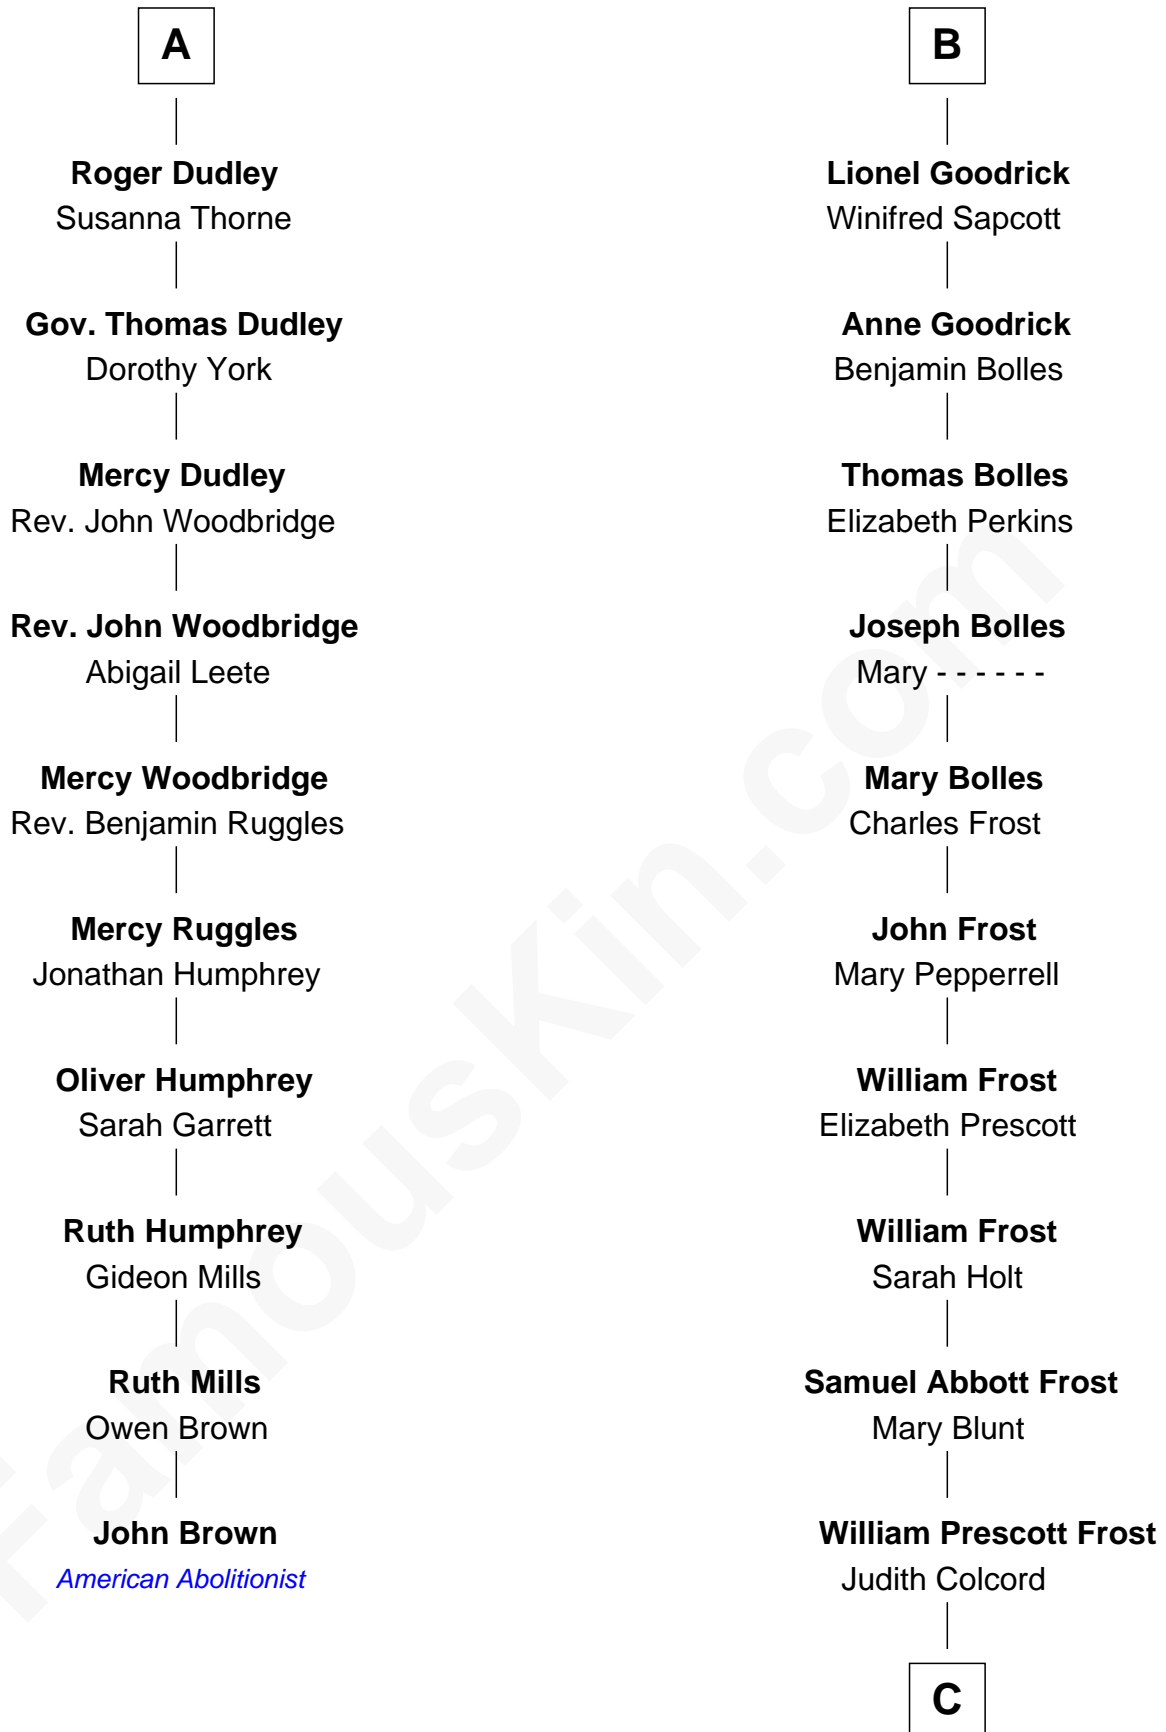 A
Roger Dudley
Susanna Thorne
Gov. Thomas Dudley
Dorothy York
Mercy Dudley
Rev. John Woodbridge
Rev. John Woodbridge
Abigail Leete
Mercy Woodbridge
Rev. Benjamin Ruggles
Mercy Ruggles
Jonathan Humphrey
Oliver Humphrey
Sarah Garrett
Ruth Humphrey
Gideon Mills
Ruth Mills
Owen Brown
John Brown
American Abolitionist
B
Lionel Goodrick
Winifred Sapcott
Anne Goodrick
Benjamin Bolles
Thomas Bolles
Elizabeth Perkins
Joseph Bolles
Mary - - - - - -
Mary Bolles
Charles Frost
John Frost
Mary Pepperrell
William Frost
Elizabeth Prescott
William Frost
Sarah Holt
Samuel Abbott Frost
Mary Blunt
William Prescott Frost
Judith Colcord
C
FamousKin.com